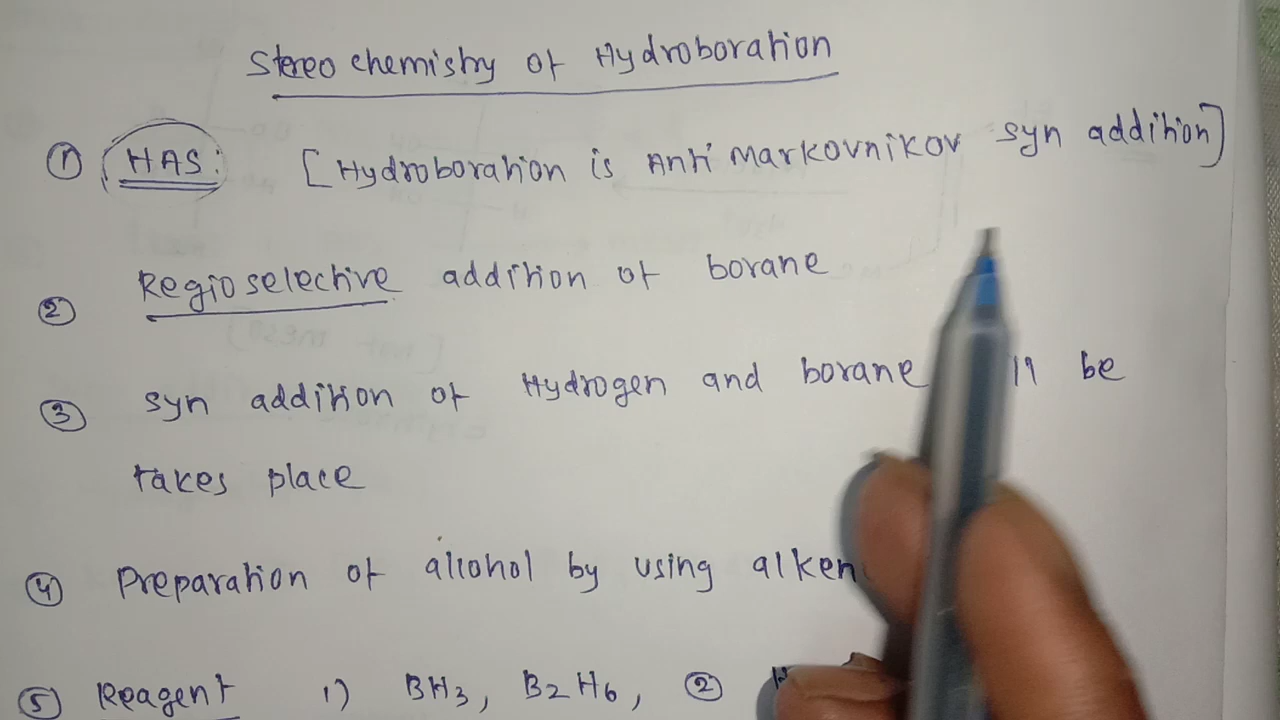 Stereo chemistry of Hydroboration
① HAS: [Hydroboration is Anti Markovnikov syn addition]
② Regioselective addition of borane
③ syn addition of Hydrogen and borane be
takes place
④ Preparation of alcohol by using
⑤ Reagent 1) BH3, B2H6, ②